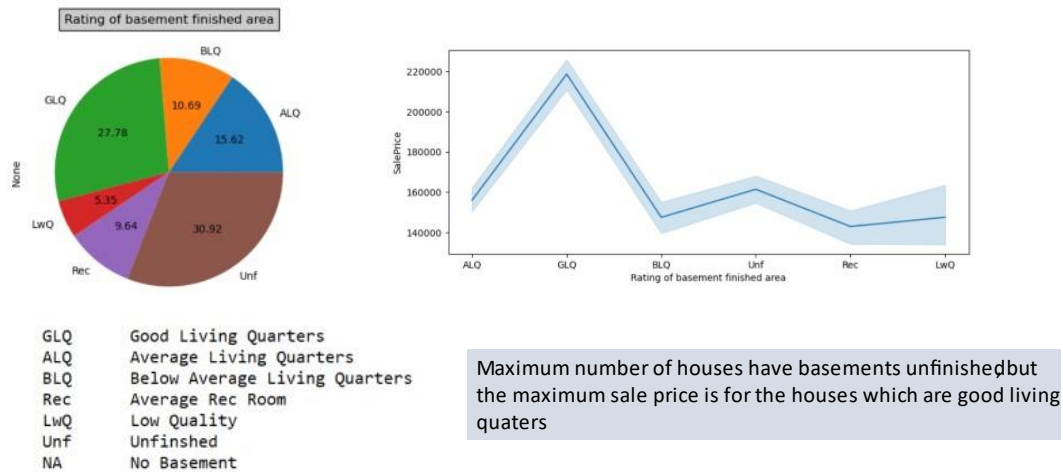 Rating of basement finished area
BLQ
ALQ
GLQ
LwQ
Rec
Unf
10.69
15.62
27.78
5.35
9.64
30.92
None
SalePrice
220000
200000
180000
160000
140000
ALQ GLQ BLQ Unf Rec LwQ
Rating of basement finished area
GLQ Good Living Quarters
ALQ Average Living Quarters
BLQ Below Average Living Quarters
Rec Average Rec Room
LwQ Low Quality
Unf Unfinshed
NA No Basement
Maximum number of houses have basements unfinished,but
the maximum sale price is for the houses which are good living
quaters